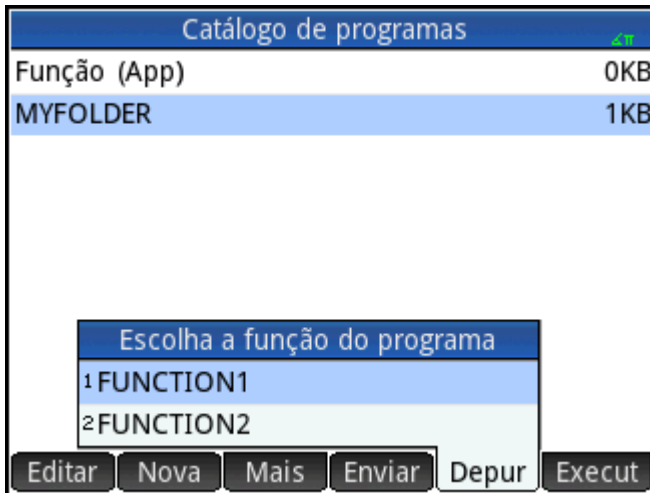 Catálogo de programas
∡π
Função (App) 0KB
MYFOLDER 1KB
Escolha a função do programa
1 FUNCTION1
2 FUNCTION2
Editar Nova Mais Enviar Depur Execut